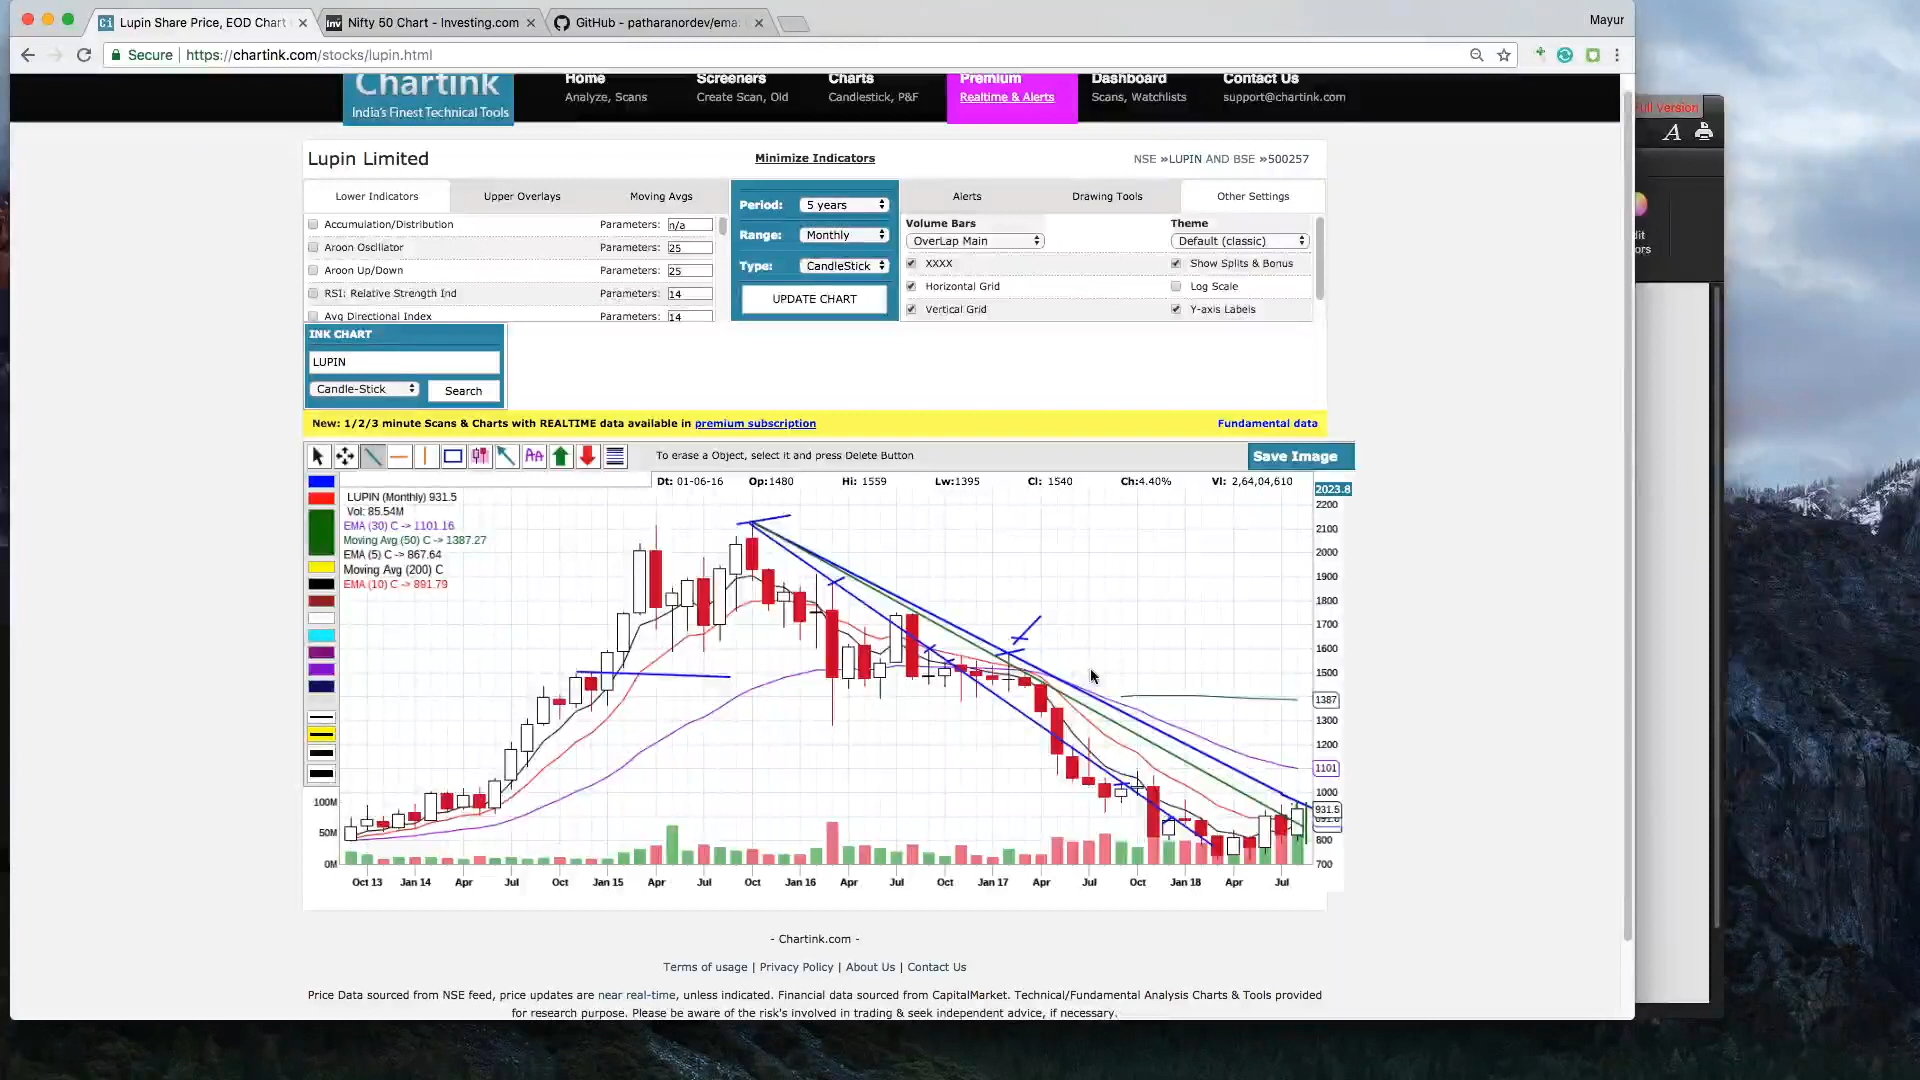 Lupin Share Price, EOD Chart
Nifty 50 Chart - Investing.com
GitHub - patharanordev/ema
Mayur
Secure https://chartink.com/stocks/lupin.html
Chartink
India's Finest Technical Tools
Home
Analyze, Scans
Screeners
Create Scan, Old
Charts
Candlestick, P&F
Premium
Realtime & Alerts
Dashboard
Scans, Watchlists
Contact Us
support@chartink.com
Full Version
Lupin Limited
Minimize Indicators
NSE »LUPIN AND BSE »500257
Lower Indicators
Upper Overlays
Moving Avgs
Accumulation/Distribution Parameters: n/a
Aroon Oscillator Parameters: 25
Aroon Up/Down Parameters: 25
RSI: Relative Strength Ind Parameters: 14
Avg Directional Index Parameters: 14
Period: 5 years
Range: Monthly
Type: CandleStick
UPDATE CHART
Alerts
Drawing Tools
Other Settings
Volume Bars
OverLap Main
XXXX
Horizontal Grid
Vertical Grid
Theme
Default (classic)
Show Splits & Bonus
Log Scale
Y-axis Labels
INK CHART
LUPIN
Candle-Stick
Search
New: 1/2/3 minute Scans & Charts with REALTIME data available in premium subscription
Fundamental data
AA
To erase a Object, select it and press Delete Button
Save Image
Dt: 01-06-16 Op:1480 Hi: 1559 Lw:1395 Cl: 1540 Ch:4.40% Vl: 2,64,04,610
2023.8
LUPIN (Monthly) 931.5
Vol: 85.54M
EMA (30) C -> 1101.16
Moving Avg (50) C -> 1387.27
EMA (5) C -> 867.64
Moving Avg (200) C
EMA (10) C -> 891.79
2200
2100
2000
1900
1800
1700
1600
1500
1387
1300
1200
1101
1000
931.5
800
700
100M
50M
0M
Oct 13 Jan 14 Apr Jul Oct Jan 15 Apr Jul Oct Jan 16 Apr Jul Oct Jan 17 Apr Jul Oct Jan 18 Apr Jul
- Chartink.com -
Terms of usage | Privacy Policy | About Us | Contact Us
Price Data sourced from NSE feed, price updates are near real-time, unless indicated. Financial data sourced from CapitalMarket. Technical/Fundamental Analysis Charts & Tools provided
for research purpose. Please be aware of the risk's involved in trading & seek independent advice, if necessary.